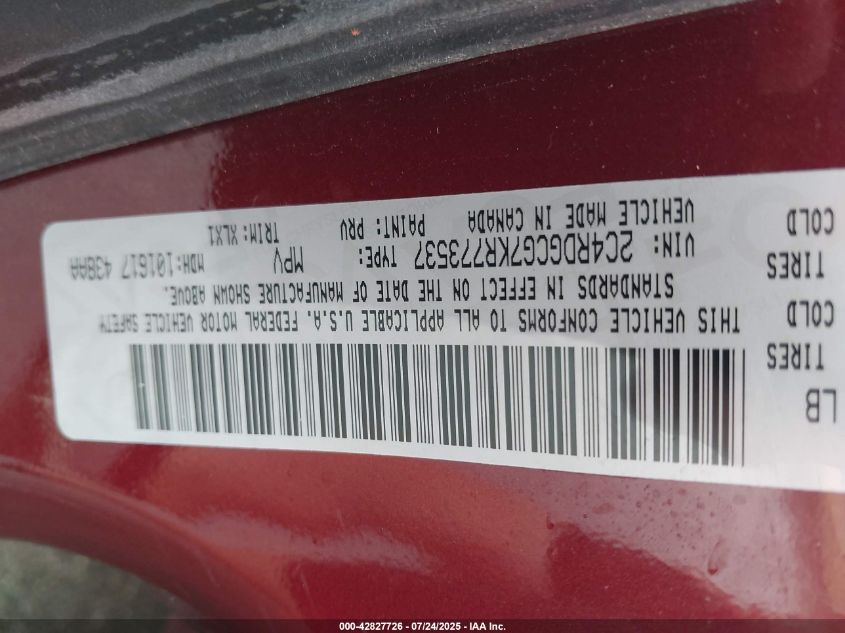 LB
TIRES
COLD
TIRES
COLD
THIS VEHICLE CONFORMS TO ALL APPLICABLE U.S.A. FEDERAL MOTOR VEHICLE SAFETY
STANDARDS IN EFFECT ON THE DATE OF MANUFACTURE SHOWN ABOVE.
VIN: 2C4RDGCG7KR773537 TYPE: MPV MDH:101617 438AA
VEHICLE MADE IN CANADA PAINT: PRV TRIM: XLX1
000-42827726 - 07/24/2025 - IAA Inc.